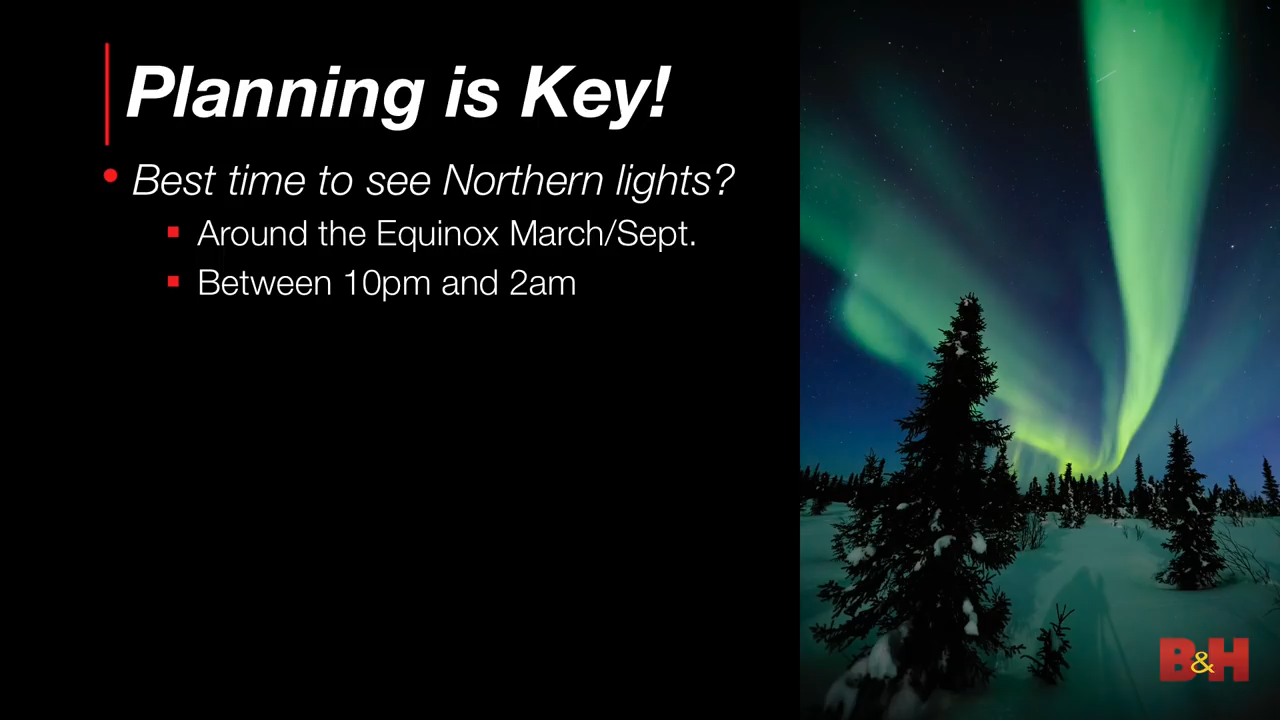 Planning is Key!
Best time to see Northern lights?
Around the Equinox March/Sept.
Between 10pm and 2am
B&H